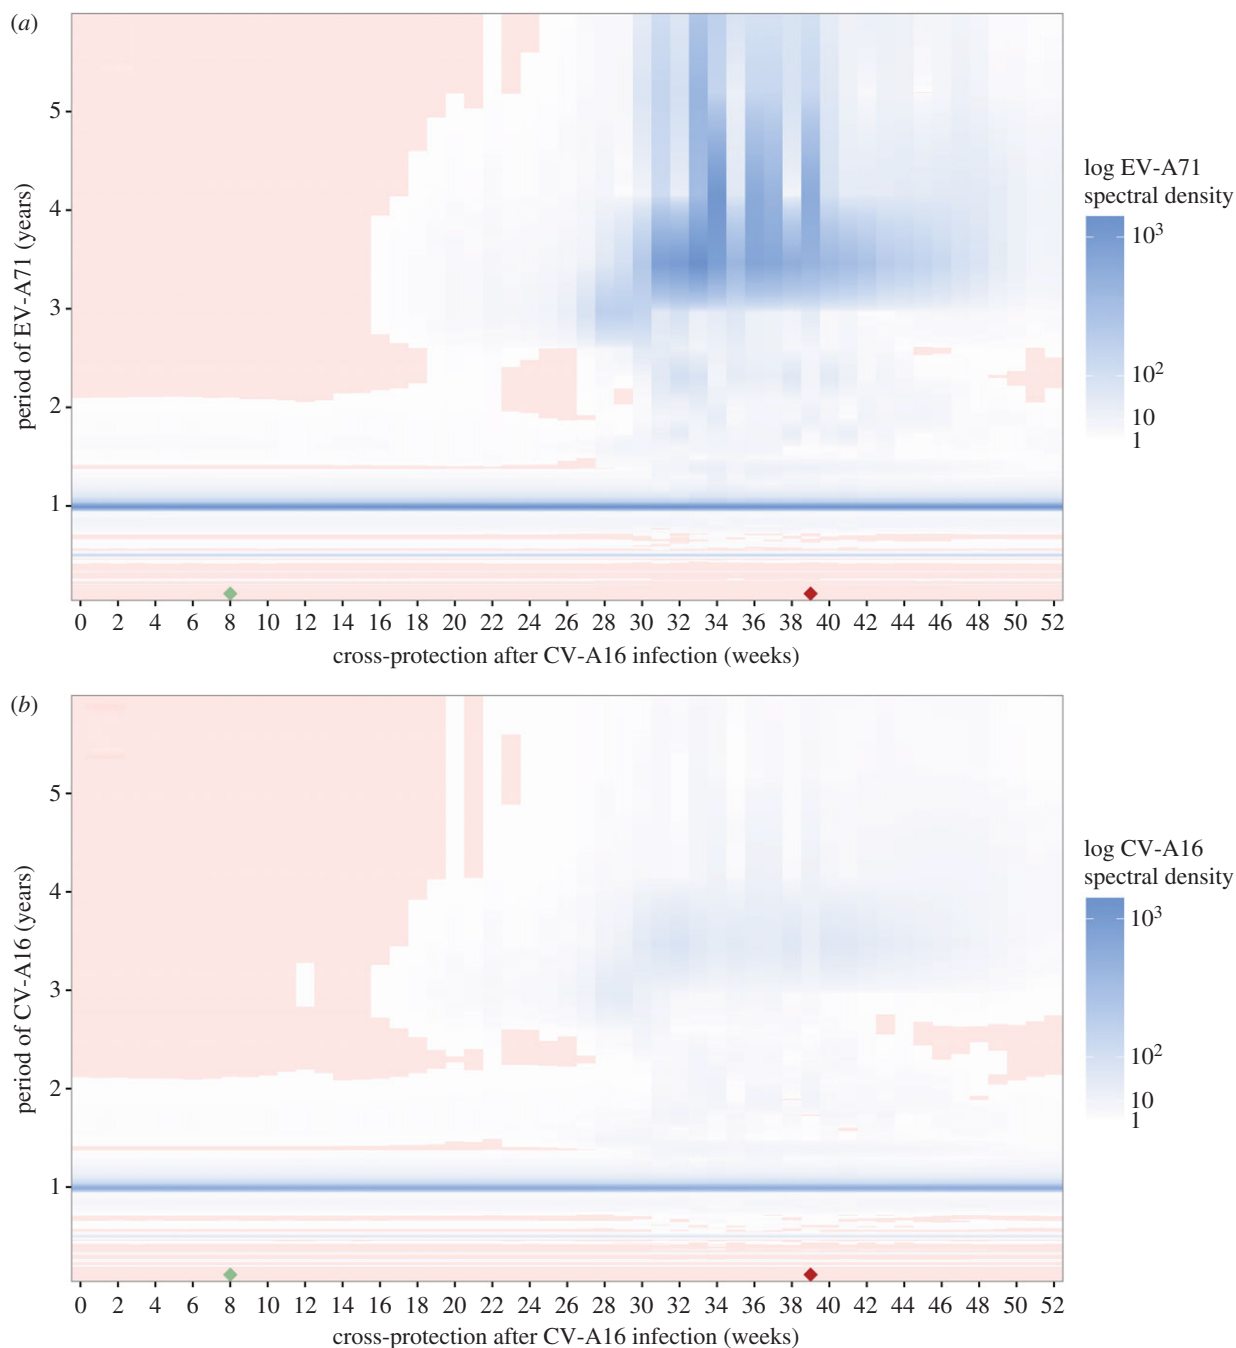 (a)
5
4
3
2
1
period of EV-A71 (years)
0 2 4 6 8 10 12 14 16 18 20 22 24 26 28 30 32 34 36 38 40 42 44 46 48 50 52
cross-protection after CV-A16 infection (weeks)
log EV-A71
spectral density
10³
10²
10
1
(b)
5
4
3
2
1
period of CV-A16 (years)
0 2 4 6 8 10 12 14 16 18 20 22 24 26 28 30 32 34 36 38 40 42 44 46 48 50 52
cross-protection after CV-A16 infection (weeks)
log CV-A16
spectral density
10³
10²
10
1